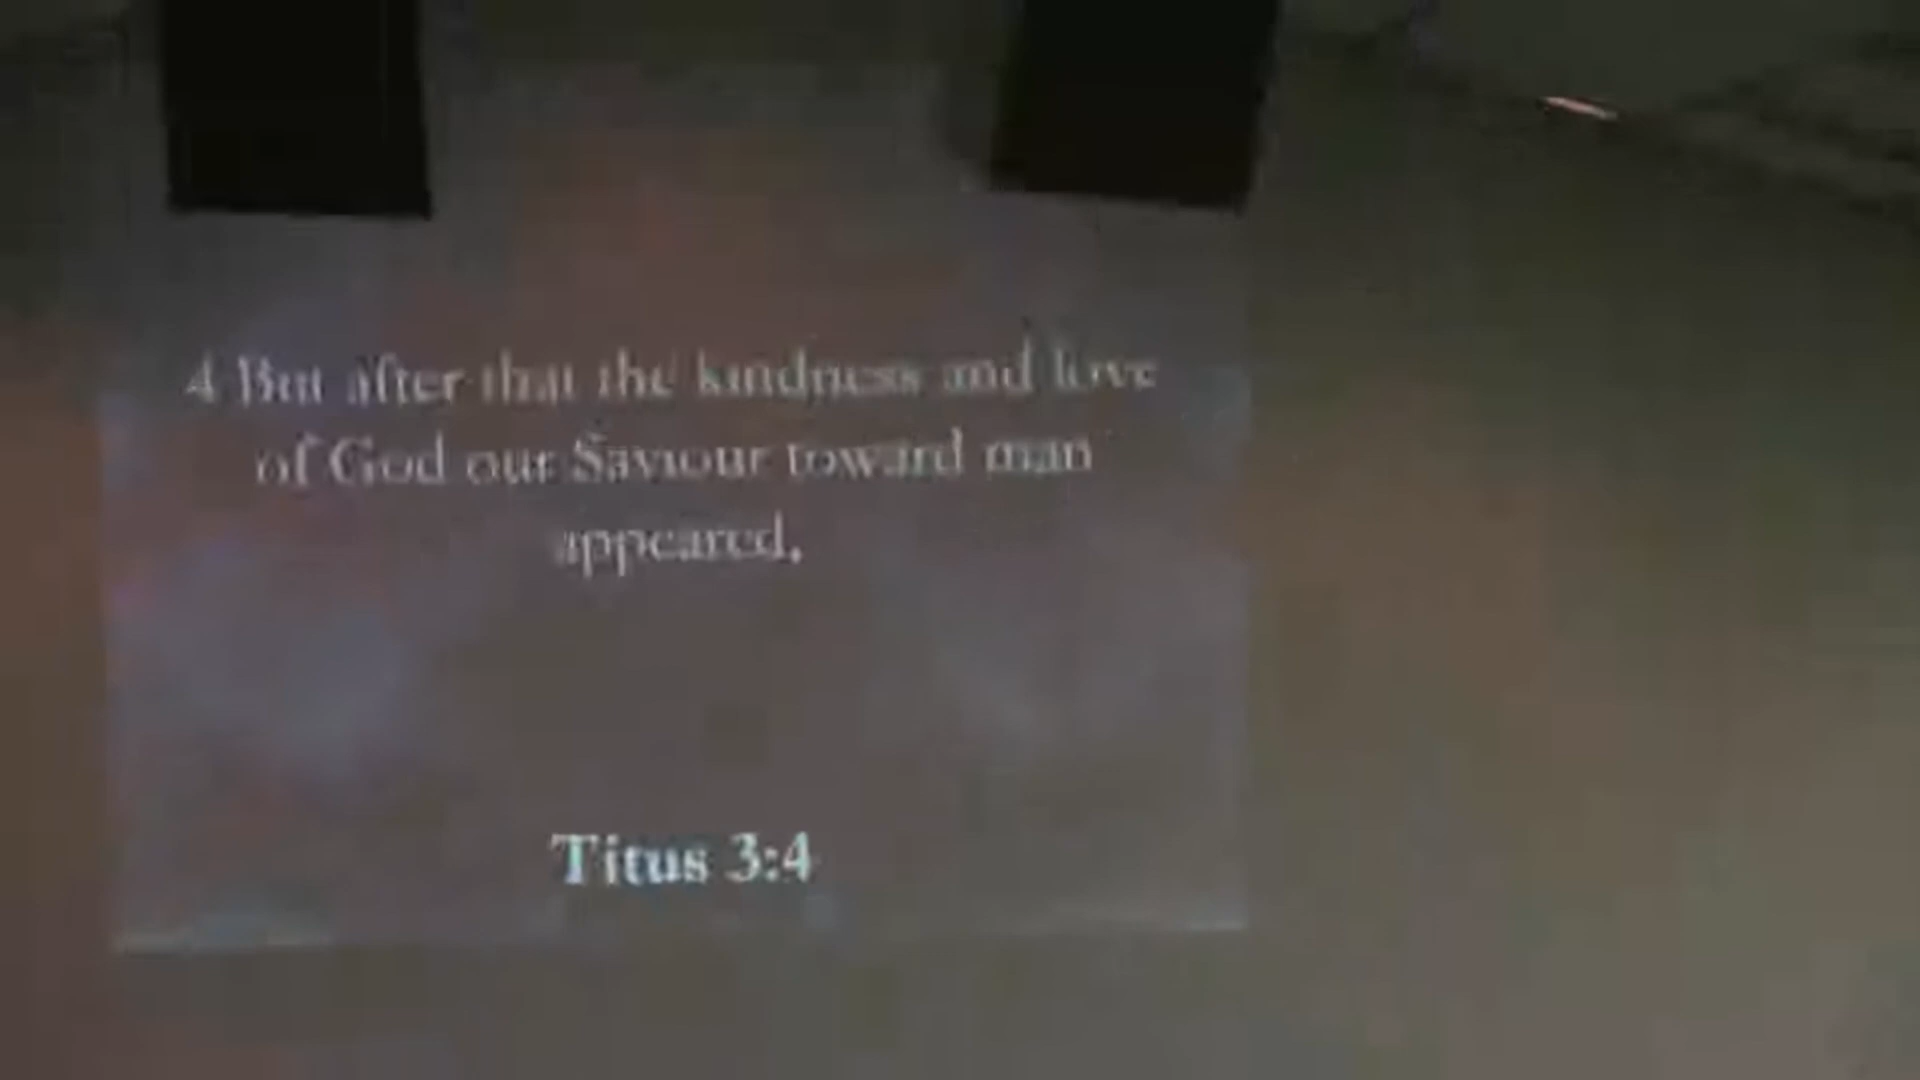 4 But after that the kindness and love
of God our Saviour toward man
appeared,
Titus 3:4